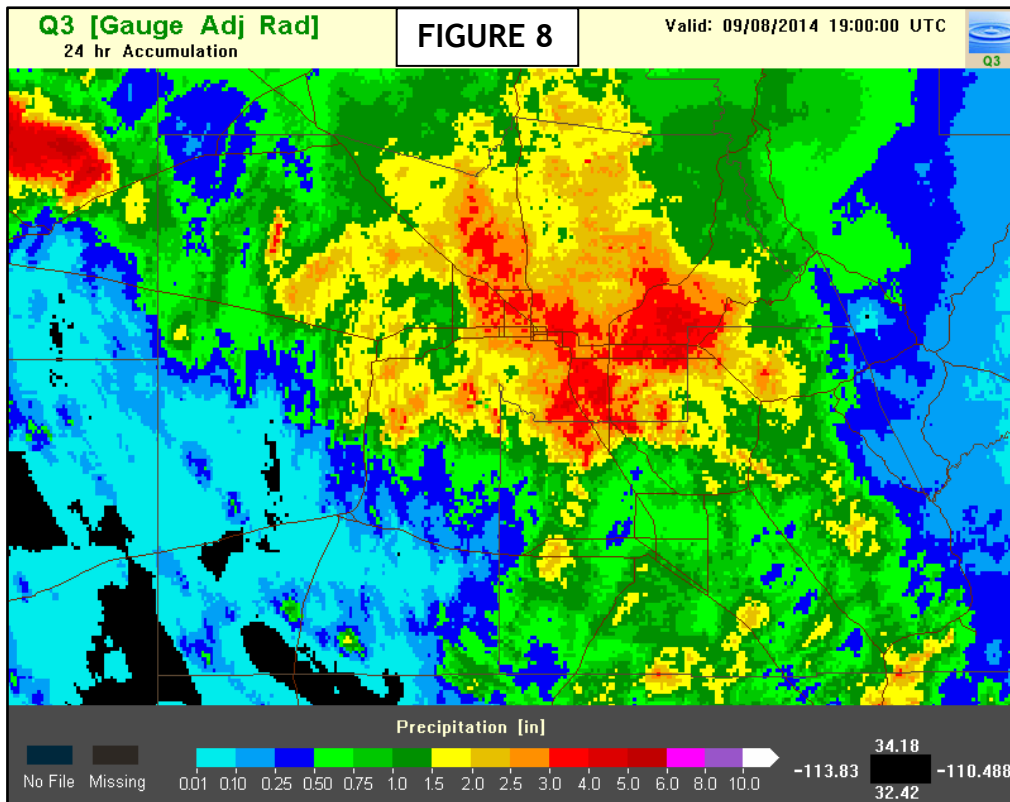 Q3 [Gauge Adj Rad]
24 hr Accumulation
FIGURE 8
Valid: 09/08/2014 19:00:00 UTC
Q3
Precipitation [in]
No File Missing
0.01 0.10 0.25 0.50 0.75 1.0 1.5 2.0 2.5 3.0 4.0 5.0 6.0 8.0 10.0
34.18
-113.83 -110.488
32.42